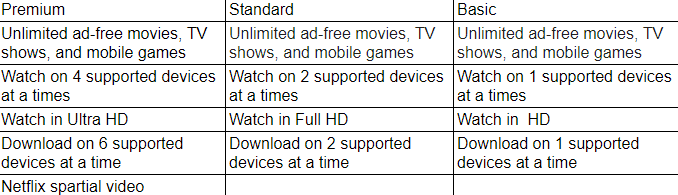 Premium
Standard
Basic
Unlimited ad-free movies, TV
shows, and mobile games
Unlimited ad-free movies, TV
shows, and mobile games
Unlimited ad-free movies, TV
shows, and mobile games
Watch on 4 supported devices
at a times
Watch on 2 supported devices
at a times
Watch on 1 supported devices
at a times
Watch in Ultra HD
Watch in Full HD
Watch in  HD
Download on 6 supported
devices at a time
Download on 2 supported
devices at a time
Download on 1 supported
devices at a time
Netflix spartial video